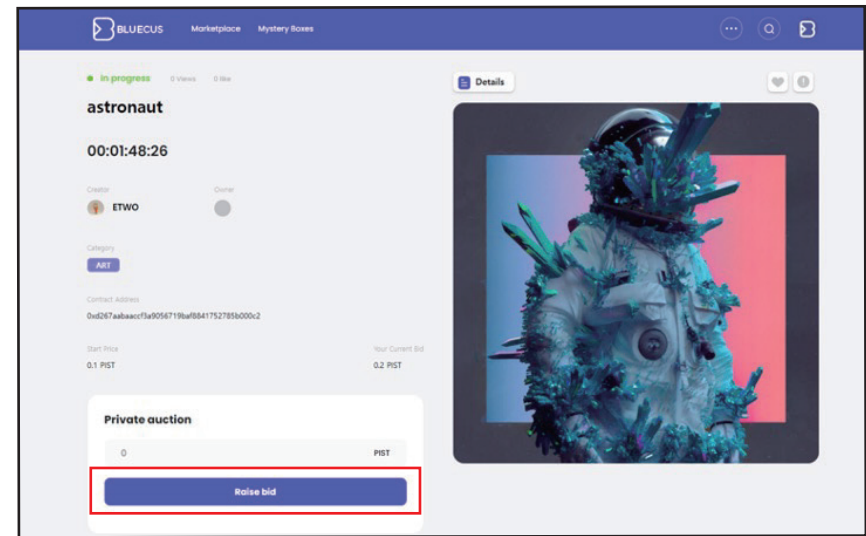 BLUECUS Marketplace Mystery Boxes
In progress 0 Views 0 like
Details
astronaut
00:01:48:26
Creator Owner
ETWO
Category
ART
Contract Address
0xd267aabaaccf3a9056719baf8841752785b000c2
Start Price Your Current Bid
0.1 PIST 0.2 PIST
Private auction
0 PIST
Raise bid